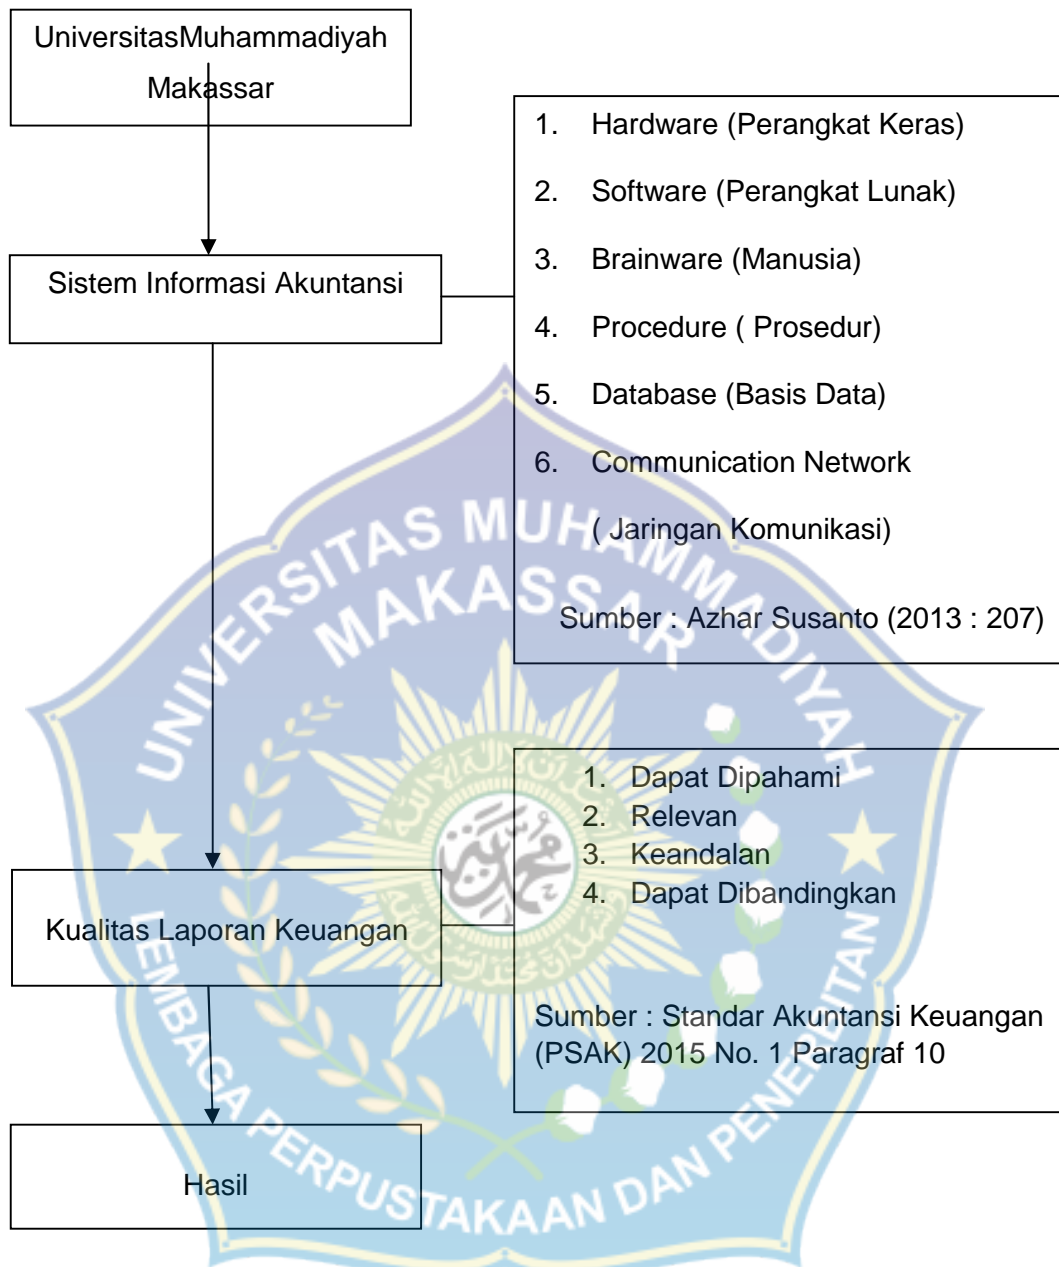 UniversitasMuhammadiyah
Makassar
1. Hardware (Perangkat Keras)
2. Software (Perangkat Lunak)
3. Brainware (Manusia)
4. Procedure ( Prosedur)
5. Database (Basis Data)
6. Communication Network
( Jaringan Komunikasi)
Sumber : Azhar Susanto (2013 : 207)
Sistem Informasi Akuntansi
1. Dapat Dipahami
2. Relevan
3. Keandalan
4. Dapat Dibandingkan
Sumber : Standar Akuntansi Keuangan
(PSAK) 2015 No. 1 Paragraf 10
Kualitas Laporan Keuangan
Hasil
UNIVERSITAS MUHAMMADIYAH
MAKASSAR
LEMBAGA PERPUSTAKAAN DAN PENERBITAN